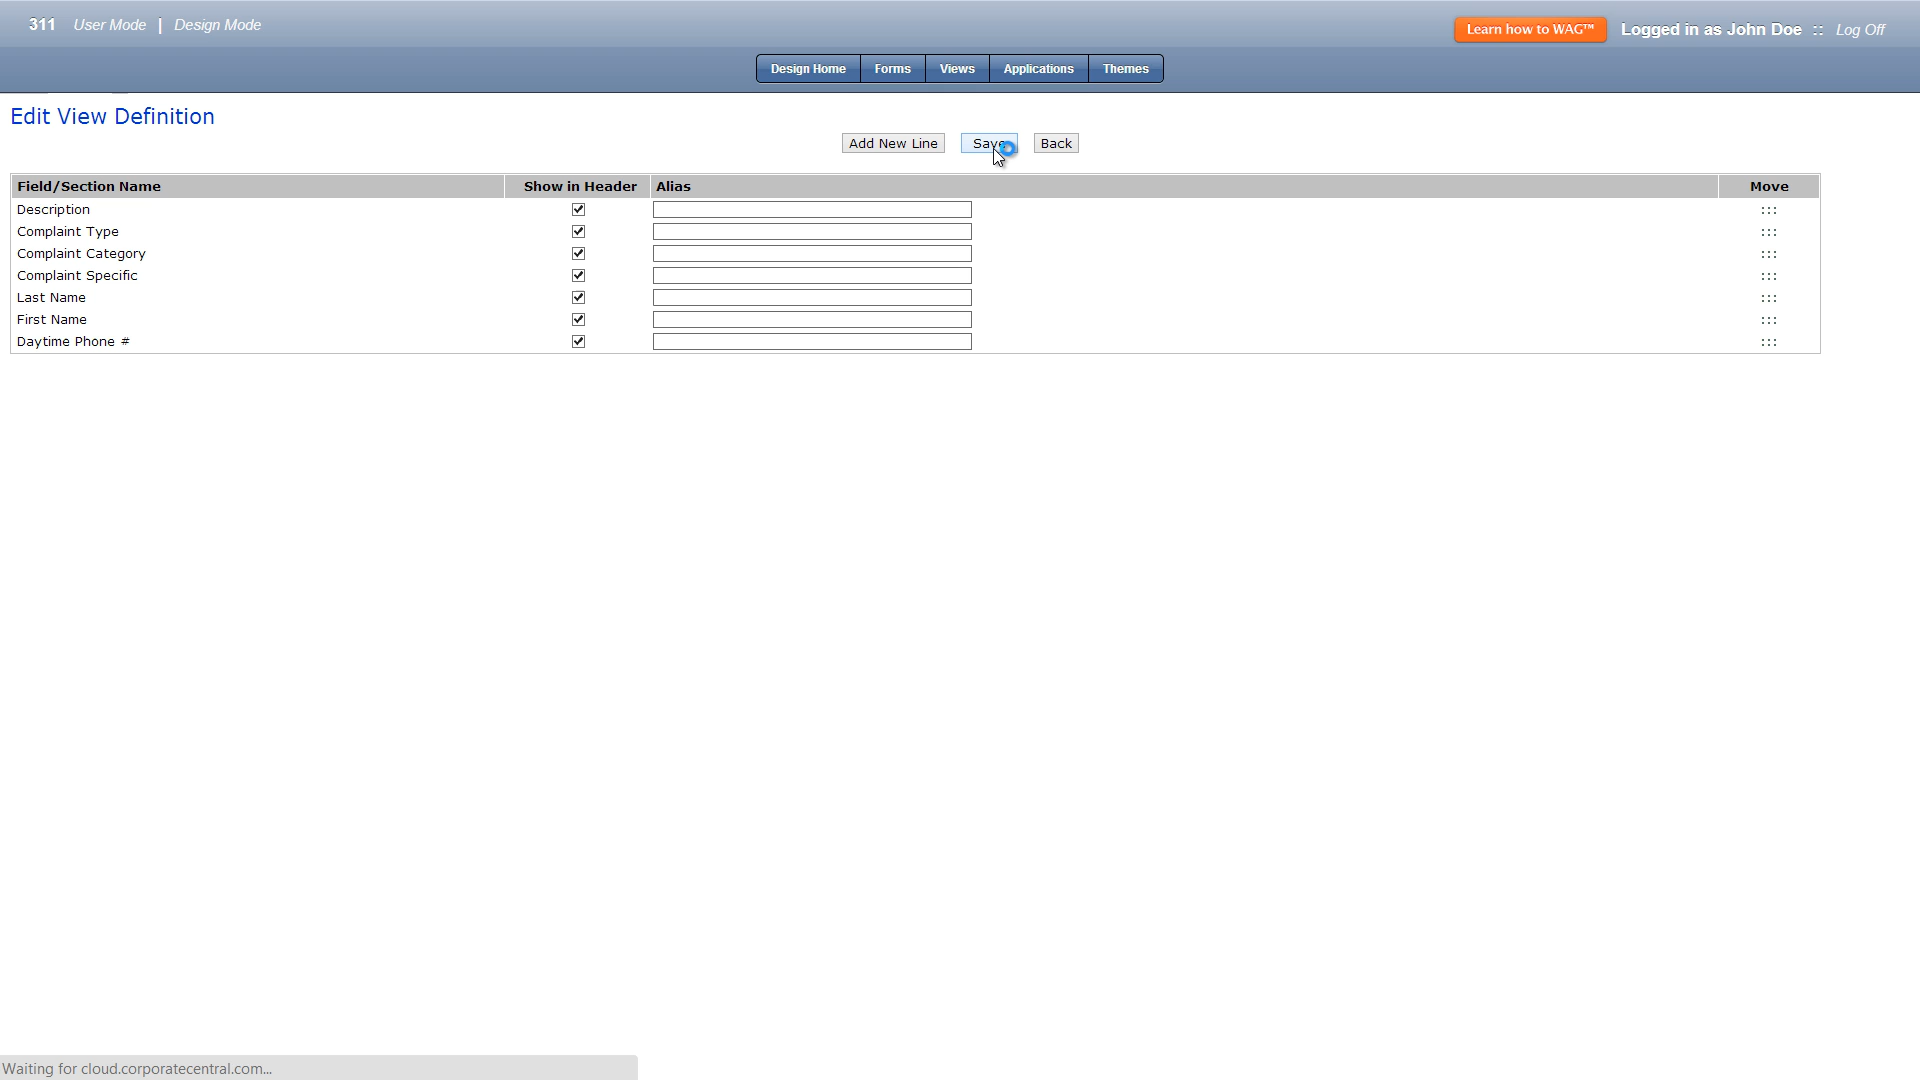 311 User Mode | Design Mode
Learn how to WAG™ Logged in as John Doe :: Log Off
Design Home Forms Views Applications Themes
Edit View Definition
Add New Line Save Back
Field/Section Name Show in Header Alias Move
Description
Complaint Type
Complaint Category
Complaint Specific
Last Name
First Name
Daytime Phone #
Waiting for cloud.corporatecentral.com...